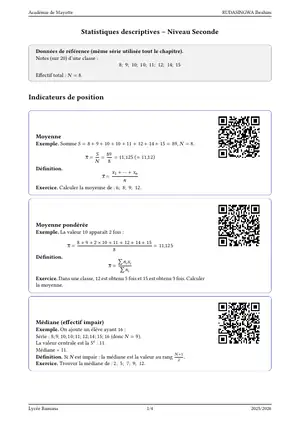 Académie de Mayotte RUDASINGWA Ibrahim
Statistiques descriptives – Niveau Seconde
Données de référence (même série utilisée tout le chapitre).
Notes (sur 20) d'une classe :
8; 9; 10; 10; 11; 12; 14; 15
Effectif total : N = 8
Indicateurs de position
Moyenne
Exemple. Somme S = 8 + 9 + 10 + 10 + 11 + 12 + 14 + 15 = 89, N = 8.
x̅ = S/N = 89/8 = 11,125 (≈ 11,12)
Définition.
x̅ = (x₁ + ⋯ + xₙ)/n
Exercice. Calculer la moyenne de : 6, 8, 9, 12.
Moyenne pondérée
Exemple. La valeur 10 apparaît 2 fois :
x̅ = (8 + 9 + 2 × 10 + 11 + 12 + 14 + 15)/8 = 11,125
Définition.
Exercice. Dans une classe, 12 est obtenu 5 fois et 15 est obtenu 3 fois. Calculer
la moyenne.
Médiane (effectif impair)
Exemple. On ajoute un élève ayant 16 :
Série : 8; 9; 10; 10; 11; 12; 14; 15; 16 (donc N = 9).
La valeur centrale est la 5ᵉ : 11
Médiane = 11.
Définition. Si N est impair : la médiane est la valeur au rang (N+1)/2.
Exercice. Trouver la médiane de : 2, 5, 7, 9, 12.
Lycée Bamana 1/4 2025/2026